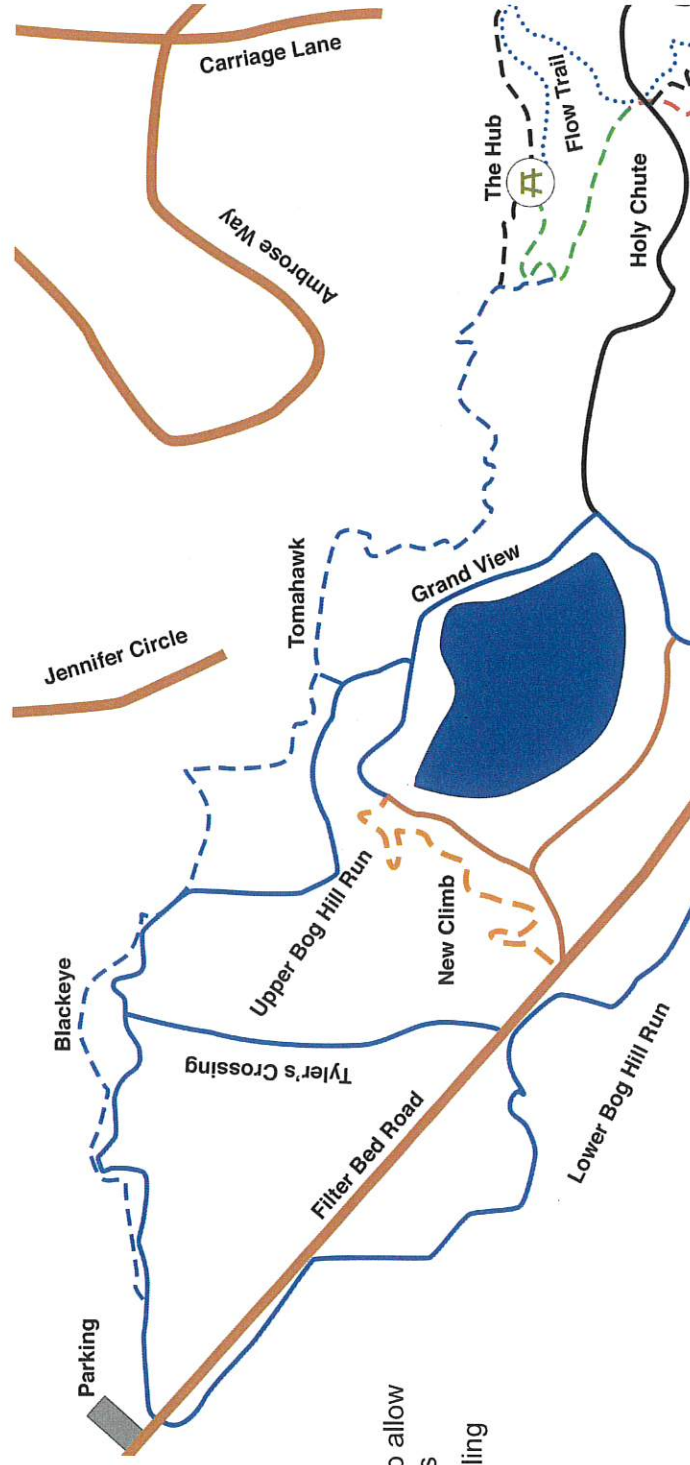 Carriage Lane
Ambrose Way
The Hub
Flow Trail
Holy Chute
Jennifer Circle
Tomahawk
Grand View
Blackeye
Upper Bog Hill Run
New Climb
Tyler's Crossing
Filter Bed Road
Lower Bog Hill Run
Parking
o allow
s
ling